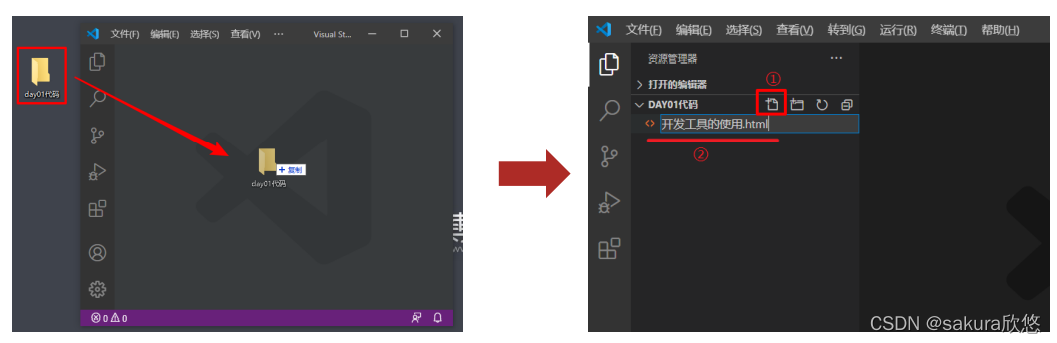 文件(F) 编辑(E) 选择(S) 查看(V) ··· Visual St...
day01代码
+ 复制
day01代码
0 0
文件(F) 编辑(E) 选择(S) 查看(V) 转到(G) 运行(R) 终端(T) 帮助(H)
资源管理器 ···
①
打开的编辑器
DAY01代码
<> 开发工具的使用.html
②
CSDN @sakura欣悠